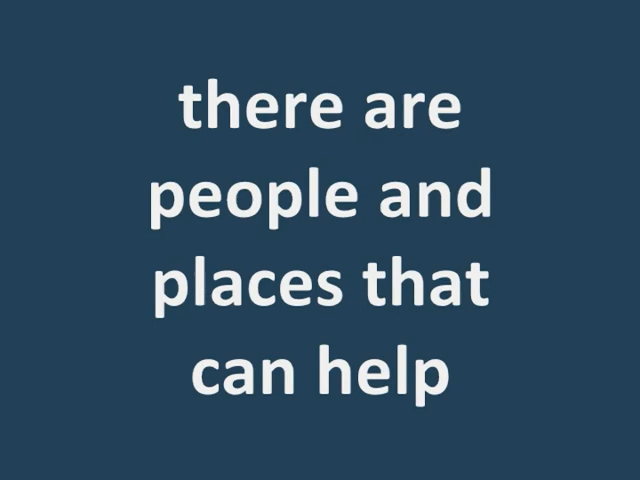 there are
people and
places that
can help